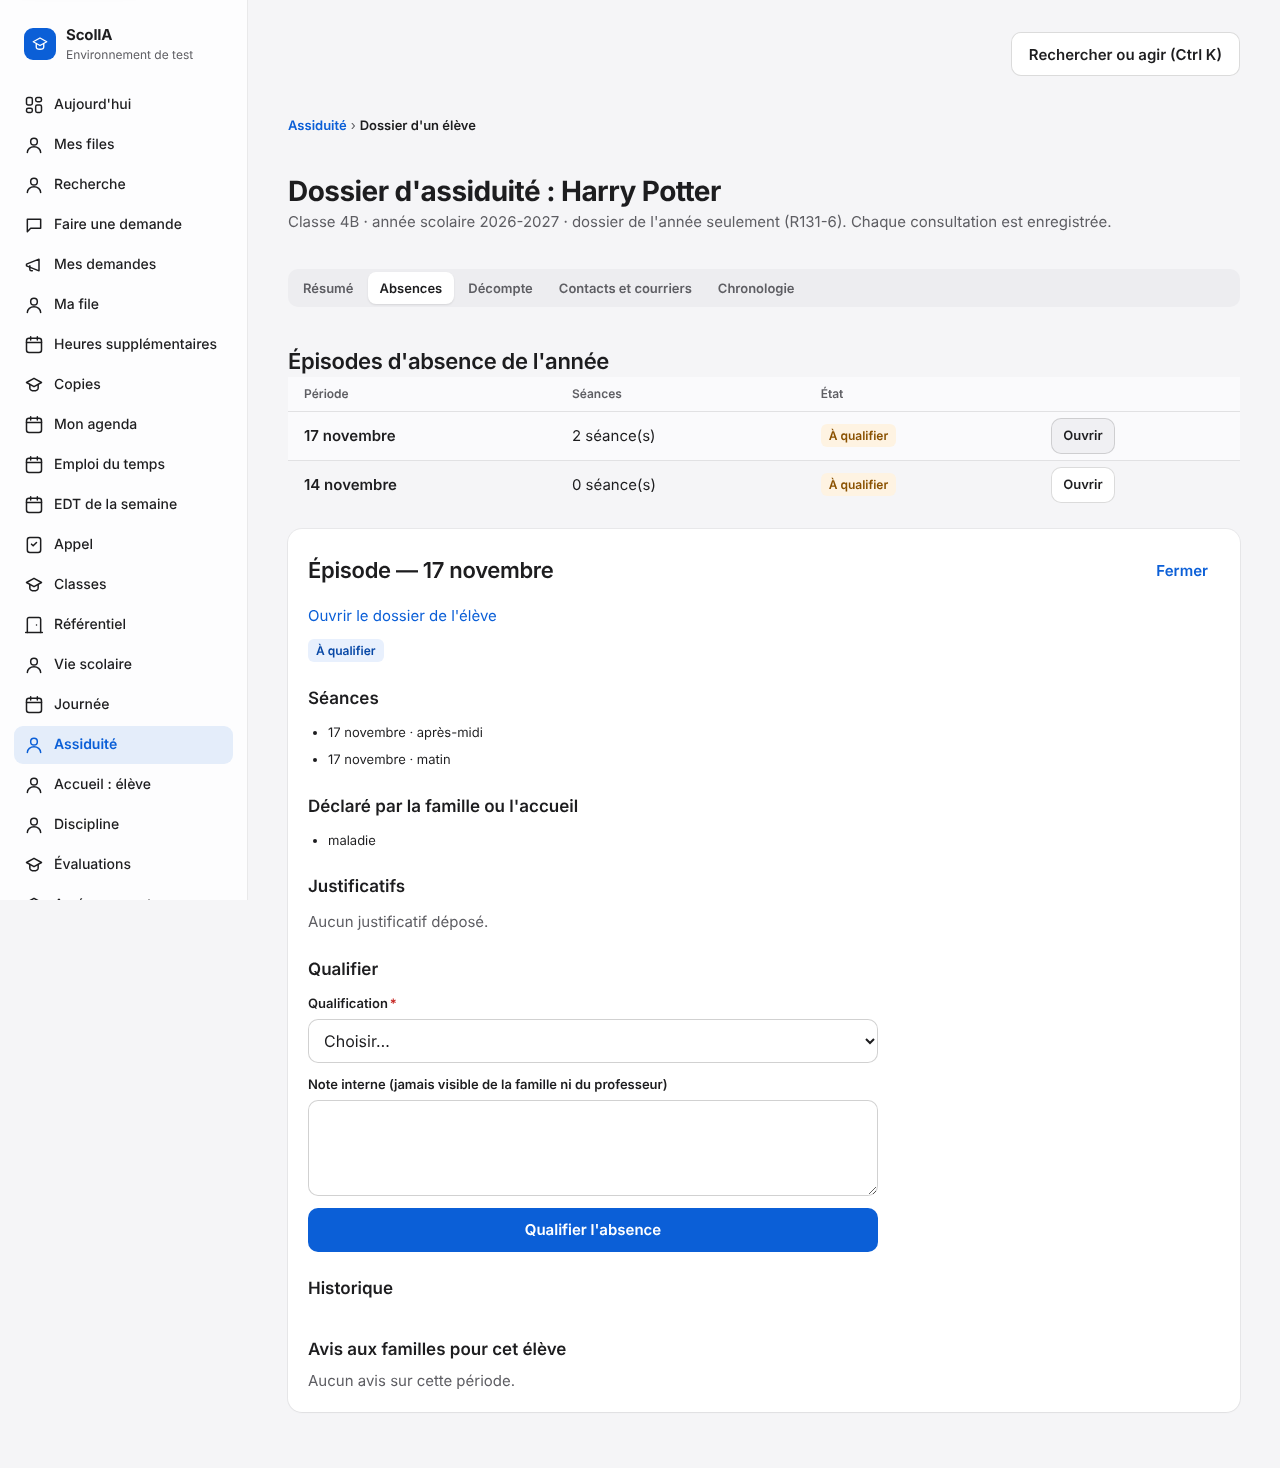 ScolIA
Environnement de test
Aujourd'hui
Mes files
Recherche
Faire une demande
Mes demandes
Ma file
Heures supplémentaires
Copies
Mon agenda
Emploi du temps
EDT de la semaine
Appel
Classes
Référentiel
Vie scolaire
Journée
Assiduité
Accueil : élève
Discipline
Évaluations
Rechercher ou agir (Ctrl K)
Assiduité › Dossier d'un élève
Dossier d'assiduité : Harry Potter
Classe 4B · année scolaire 2026-2027 · dossier de l'année seulement (R131-6). Chaque consultation est enregistrée.
Résumé Absences Décompte Contacts et courriers Chronologie
Épisodes d'absence de l'année
Période Séances État
17 novembre 2 séance(s) À qualifier Ouvrir
14 novembre 0 séance(s) À qualifier Ouvrir
Épisode — 17 novembre Fermer
Ouvrir le dossier de l'élève
À qualifier
Séances
• 17 novembre · après-midi
• 17 novembre · matin
Déclaré par la famille ou l'accueil
• maladie
Justificatifs
Aucun justificatif déposé.
Qualifier
Qualification *
Choisir...
Note interne (jamais visible de la famille ni du professeur)
Qualifier l'absence
Historique
Avis aux familles pour cet élève
Aucun avis sur cette période.